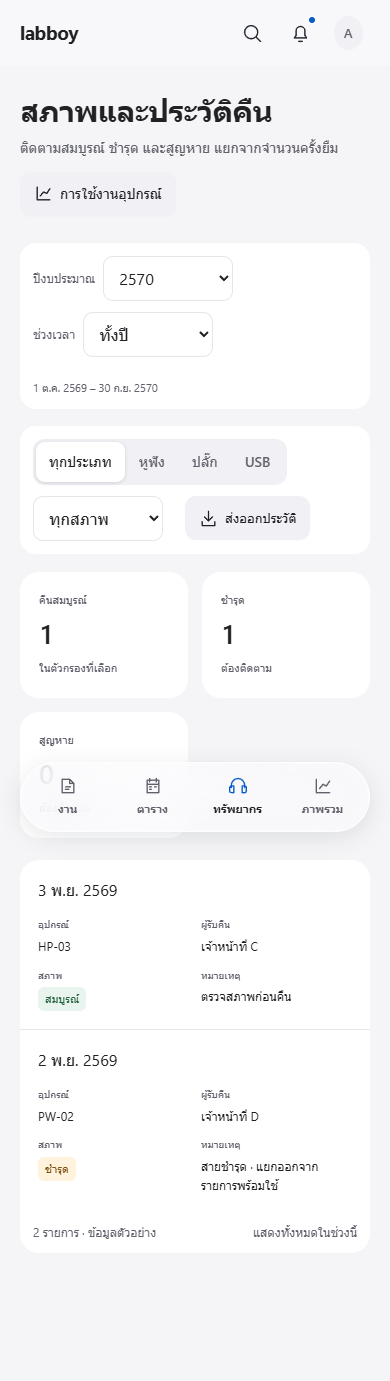 labboy
A
สภาพและประวัติคืน
ติดตามสมบูรณ์ ชำรุด และสูญหาย แยกจากจำนวนครั้งยืม
การใช้งานอุปกรณ์
ปีงบประมาณ 2570
ช่วงเวลา ทั้งปี
1 ต.ค. 2569 – 30 ก.ย. 2570
ทุกประเภท หูฟัง ปลั๊ก USB
ทุกสภาพ ส่งออกประวัติ
คืนสมบูรณ์ ชำรุด
1 1
ในตัวกรองที่เลือก ต้องติดตาม
สูญหาย
0
งาน ตาราง ทรัพยากร ภาพรวม
3 พ.ย. 2569
อุปกรณ์ ผู้รับคืน
HP-03 เจ้าหน้าที่ C
สภาพ หมายเหตุ
สมบูรณ์ ตรวจสภาพก่อนคืน
2 พ.ย. 2569
อุปกรณ์ ผู้รับคืน
PW-02 เจ้าหน้าที่ D
สภาพ หมายเหตุ
ชำรุด สายชำรุด · แยกออกจาก
รายการพร้อมใช้
2 รายการ · ข้อมูลตัวอย่าง แสดงทั้งหมดในช่วงนี้